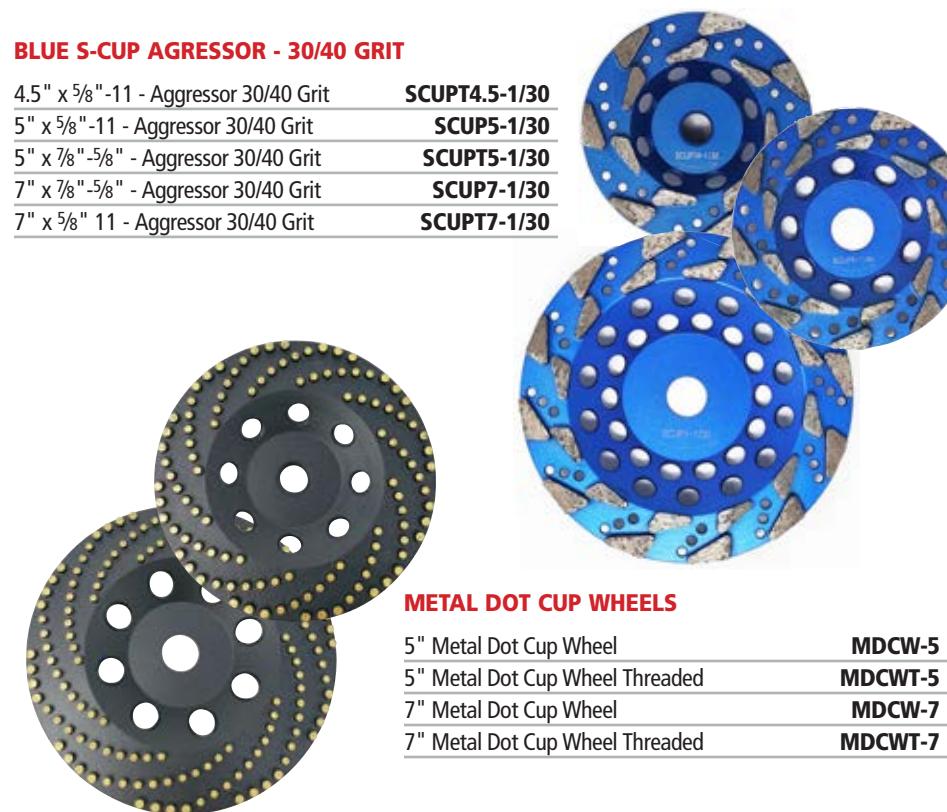 BLUE S-CUP AGRESSOR - 30/40 GRIT
4.5" x 5/8"-11 - Aggressor 30/40 Grit SCUPT4.5-1/30
5" x 5/8"-11 - Aggressor 30/40 Grit SCUP5-1/30
5" x 7/8"-5/8" - Aggressor 30/40 Grit SCUPT5-1/30
7" x 7/8"-5/8" - Aggressor 30/40 Grit SCUP7-1/30
7" x 5/8" 11 - Aggressor 30/40 Grit SCUPT7-1/30
METAL DOT CUP WHEELS
5" Metal Dot Cup Wheel MDCW-5
5" Metal Dot Cup Wheel Threaded MDCWT-5
7" Metal Dot Cup Wheel MDCW-7
7" Metal Dot Cup Wheel Threaded MDCWT-7